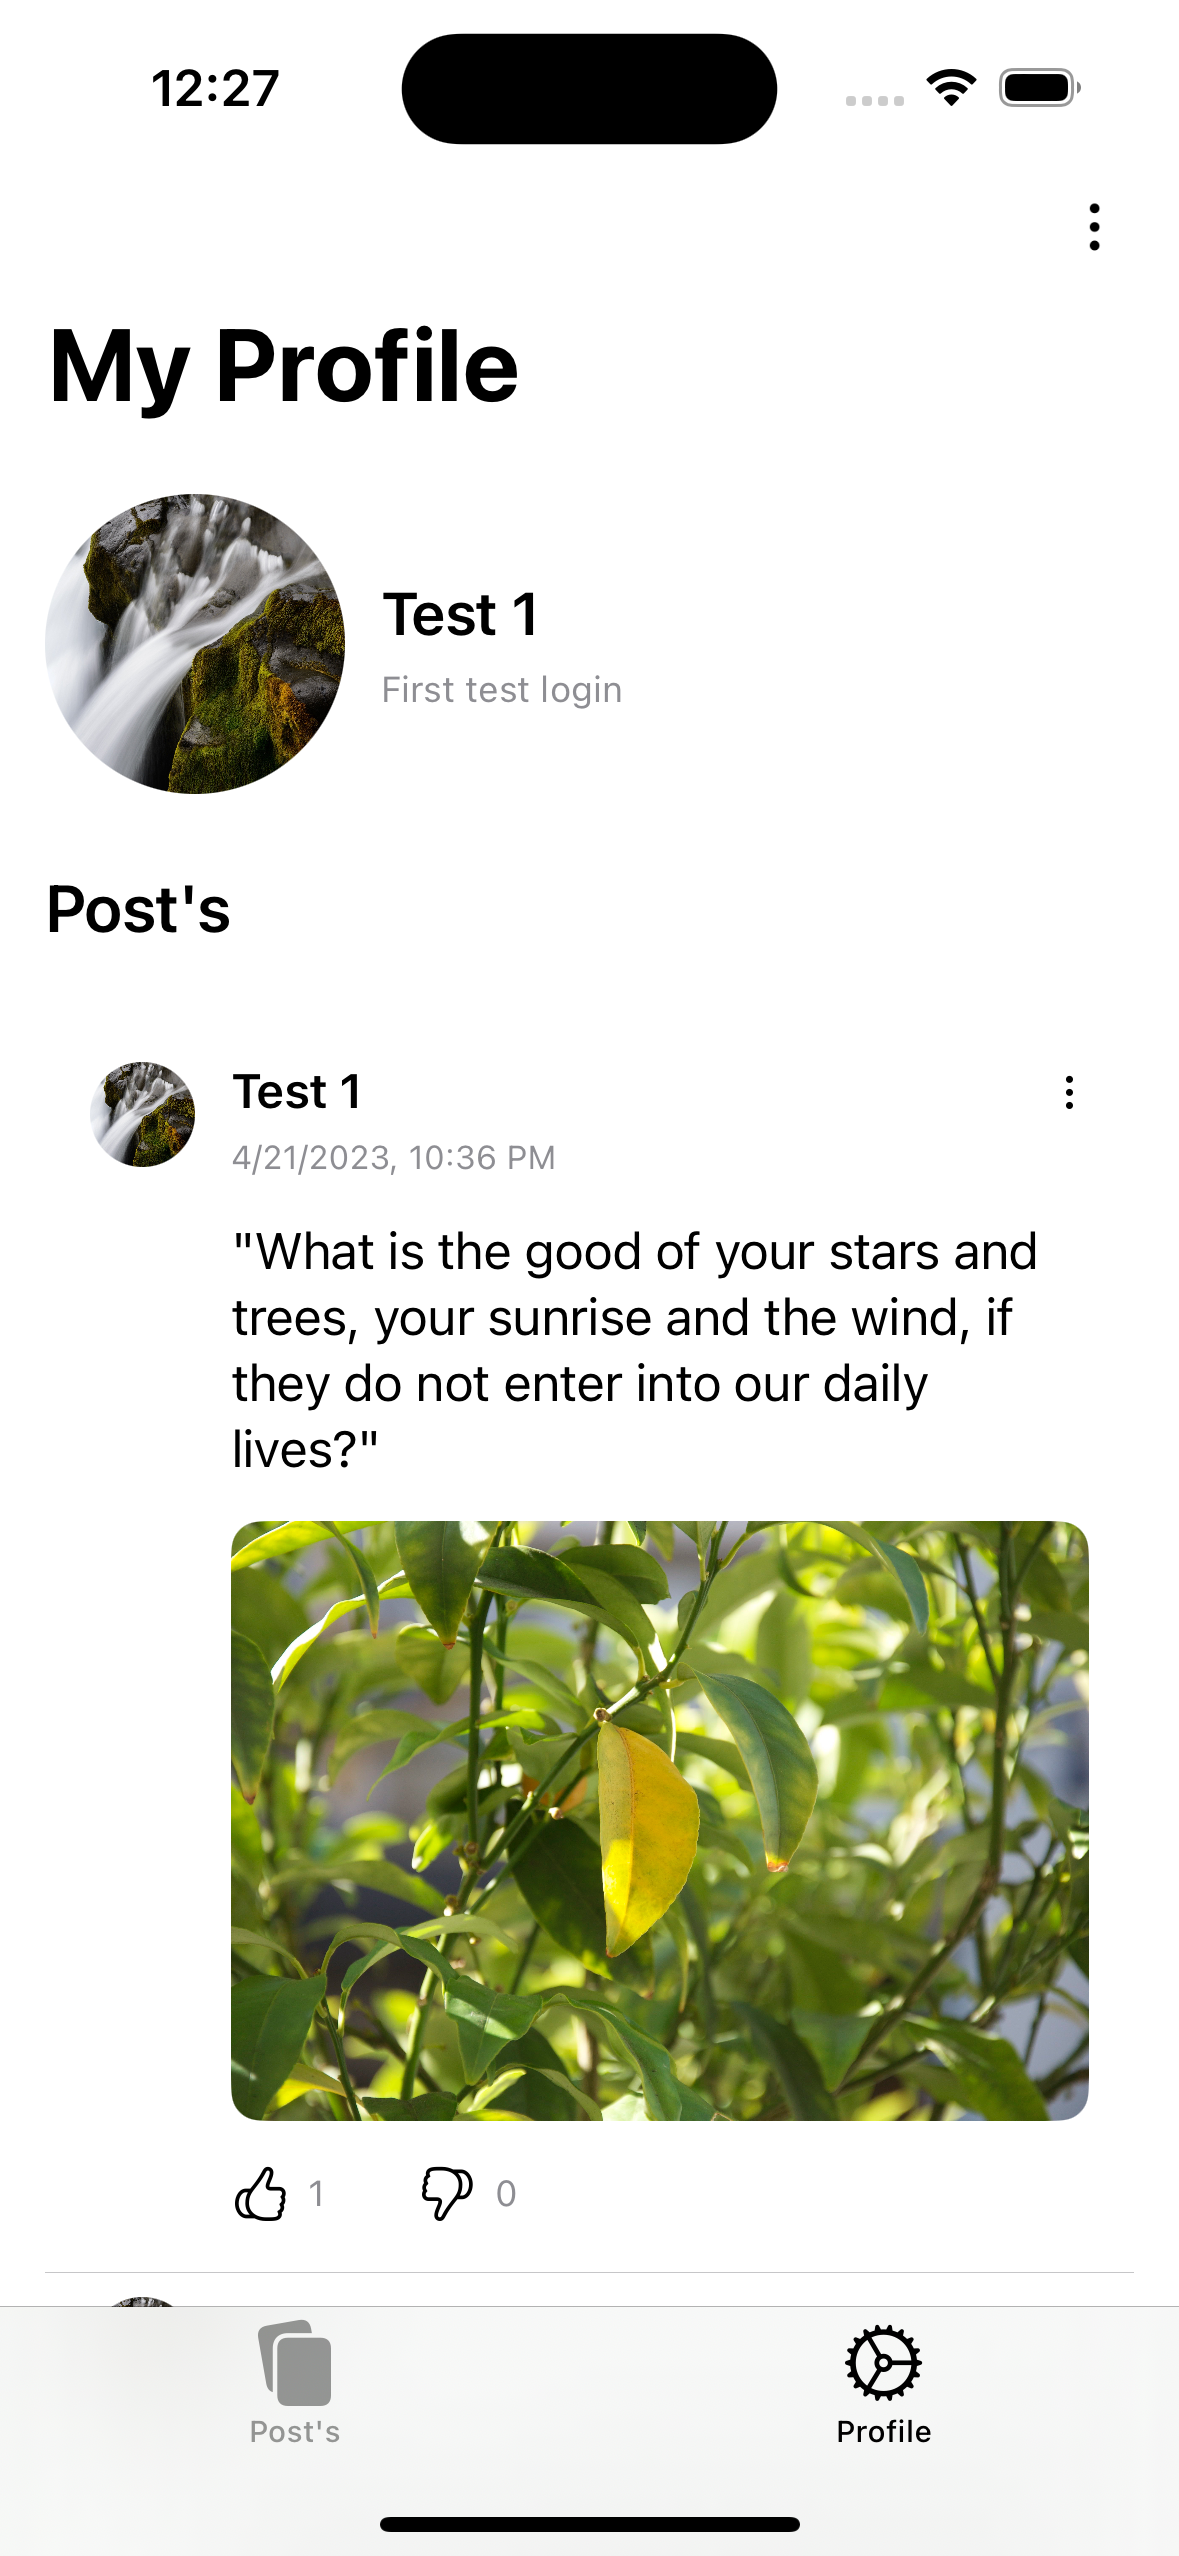 12:27
My Profile
Test 1
First test login
Post's
Test 1
4/21/2023, 10:36 PM
"What is the good of your stars and
trees, your sunrise and the wind, if
they do not enter into our daily
lives?"
1 0
Post's Profile